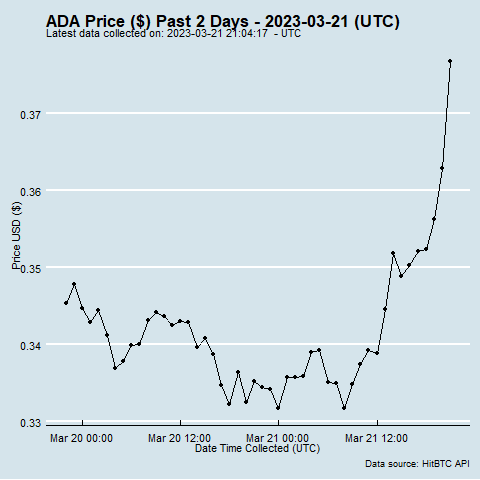 ADA Price ($) Past 2 Days - 2023-03-21 (UTC)
Latest data collected on: 2023-03-21 21:04:17 - UTC
0.37
0.36
0.35
0.34
0.33
Price USD ($)
Mar 20 00:00
Mar 20 12:00
Mar 21 00:00
Mar 21 12:00
Date Time Collected (UTC)
Data source: HitBTC API